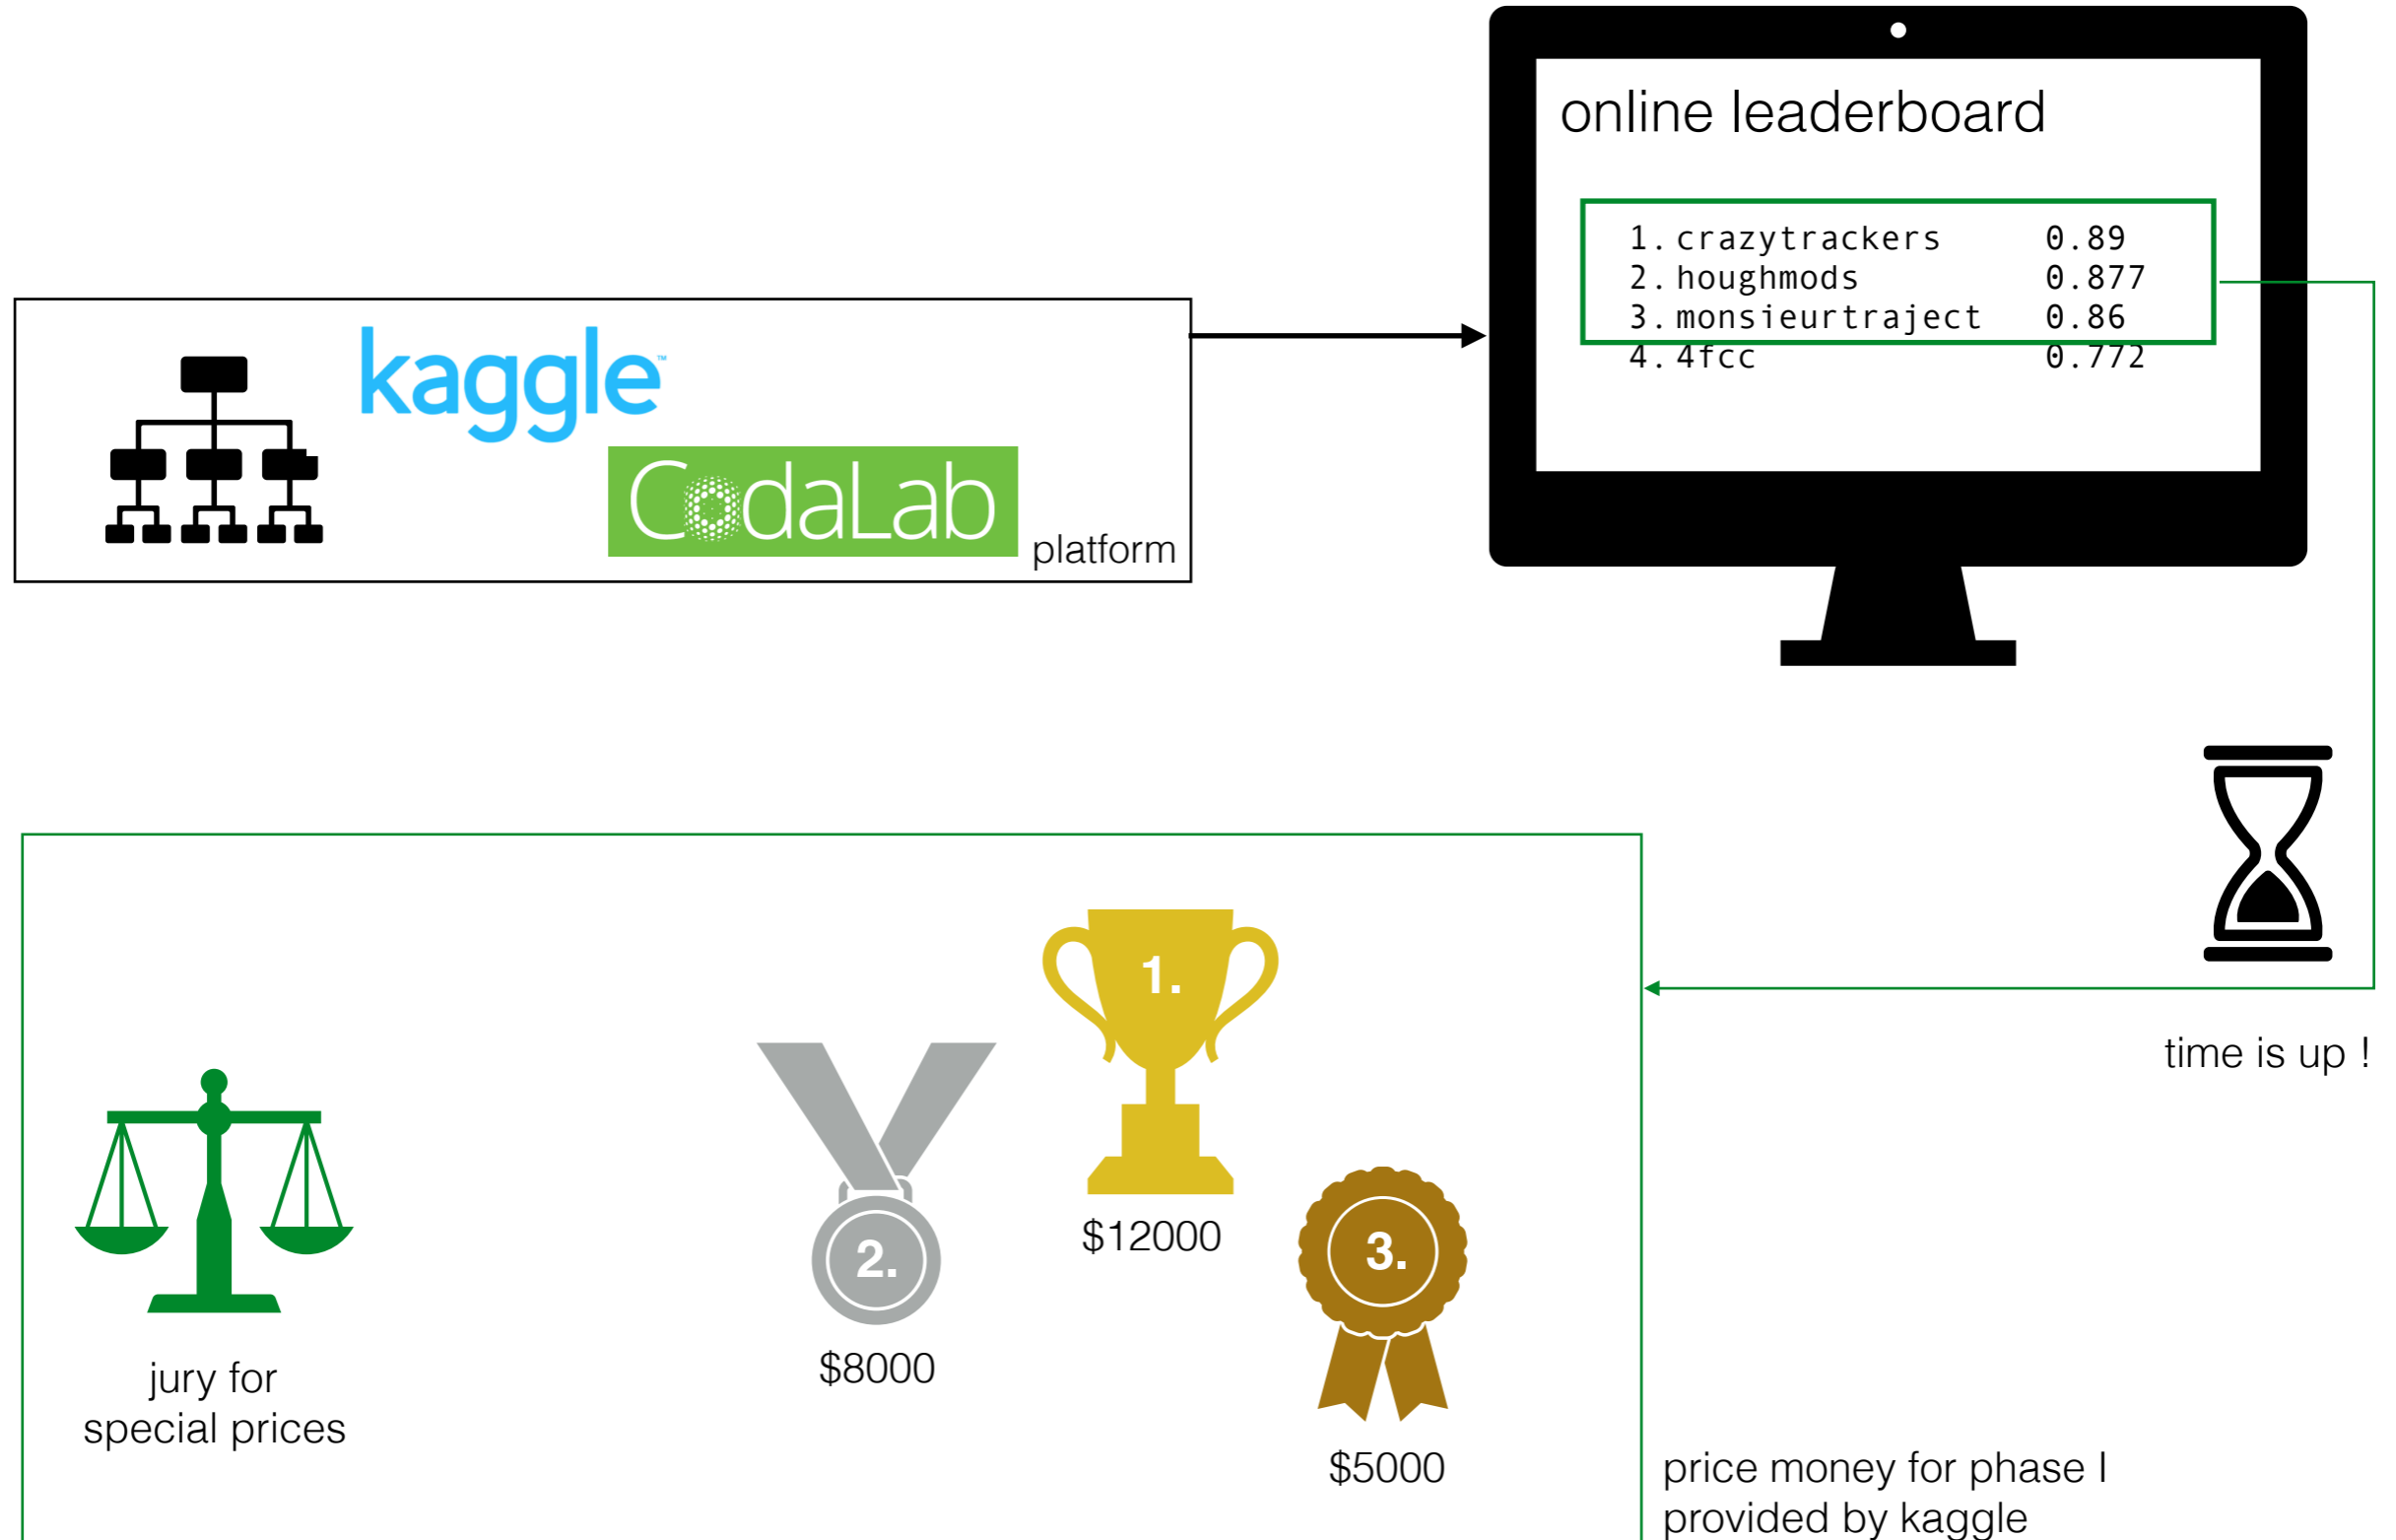 online leaderboard
1. crazytrackers 0.89
2. houghmods 0.877
3. monsieurtraject 0.86
4. 4fcc 0.772
kaggle™
CodaLab
platform
time is up !
1.
$12000
2.
$8000
3.
$5000
jury for
special prices
price money for phase I
provided by kaggle